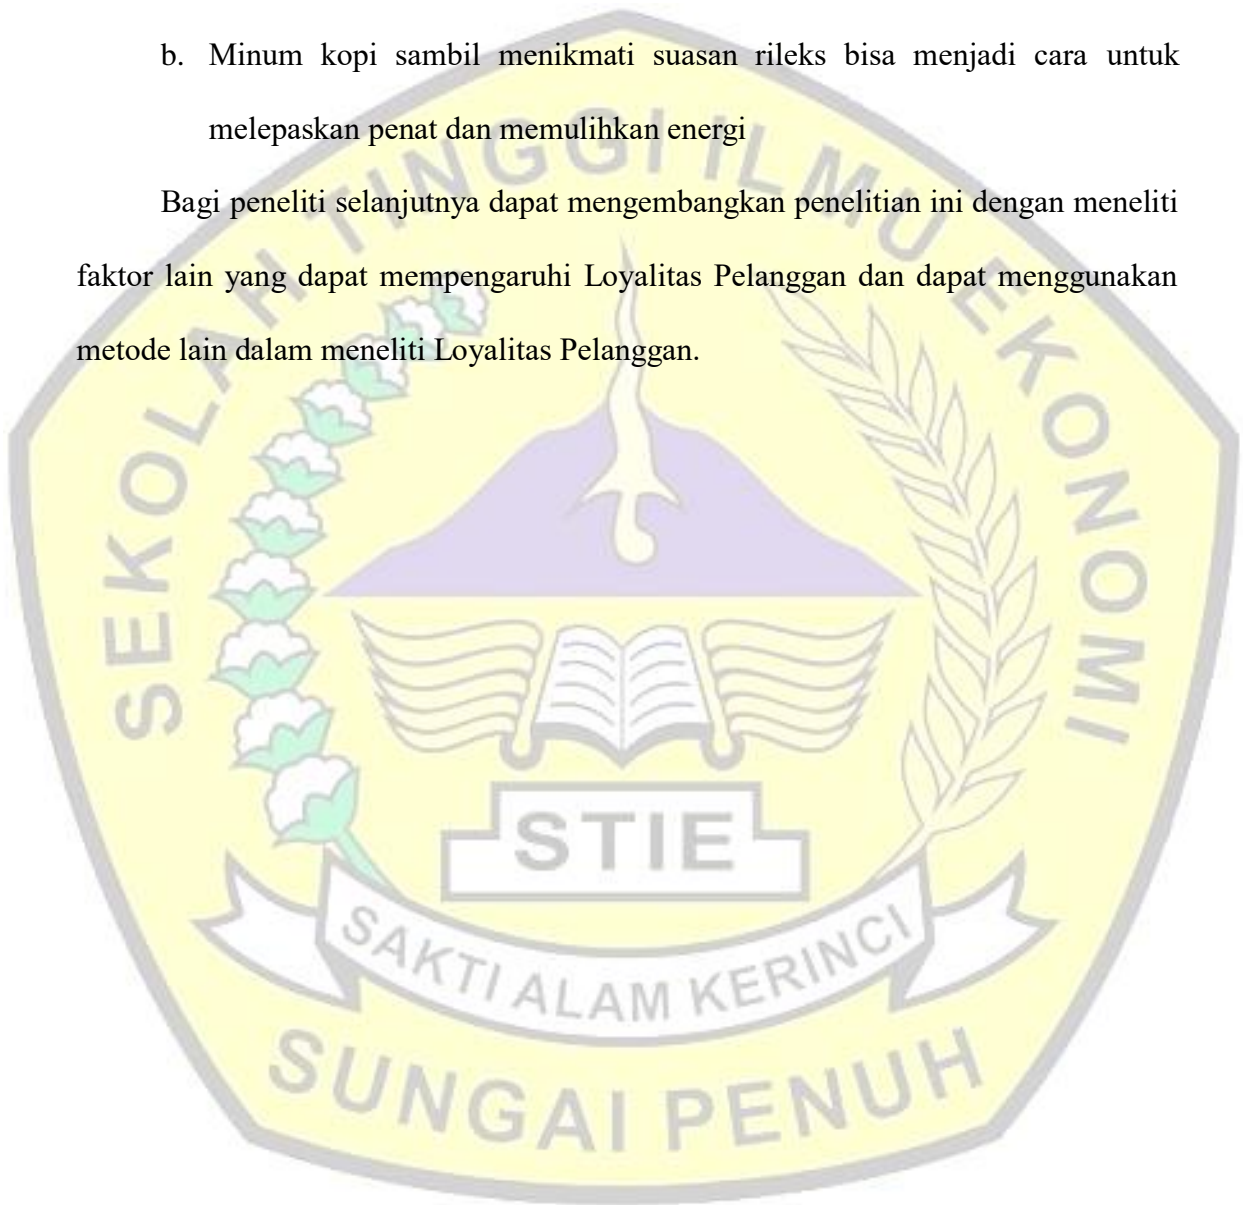 b. Minum kopi sambil menikmati suasan rileks bisa menjadi cara untuk
melepaskan penat dan memulihkan energi
Bagi peneliti selanjutnya dapat mengembangkan penelitian ini dengan meneliti
faktor lain yang dapat mempengaruhi Loyalitas Pelanggan dan dapat menggunakan
metode lain dalam meneliti Loyalitas Pelanggan.
SEKOLAH TINGGI ILMU EKONOMI
STIE
SAKTI ALAM KERINCI
SUNGAI PENUH